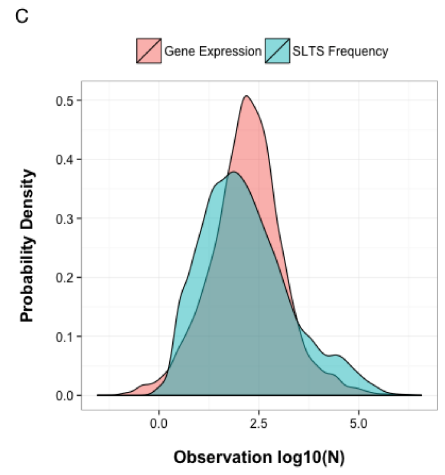 C
Gene Expression SLTS Frequency
0.5
0.4
0.3
0.2
0.1
0.0
Probability Density
0.0 2.5 5.0
Observation log10(N)